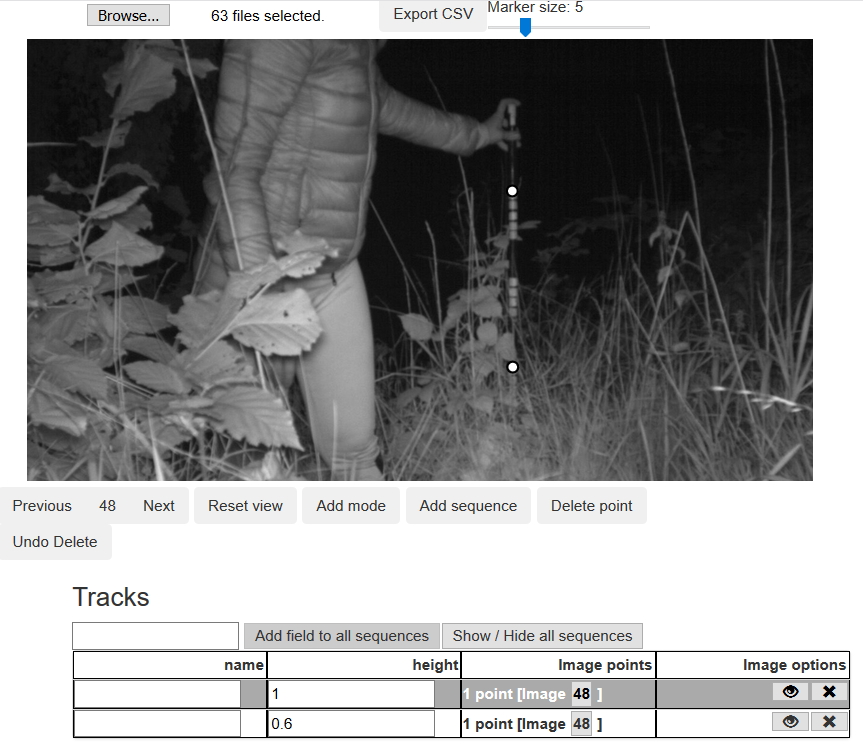 Browse... 63 files selected. Export CSV Marker size: 5
Previous 48 Next Reset view Add mode Add sequence Delete point
Undo Delete
Tracks
Add field to all sequences Show / Hide all sequences
name height Image points Image options
1 1 point [Image 48 ]
0.6 1 point [Image 48 ]